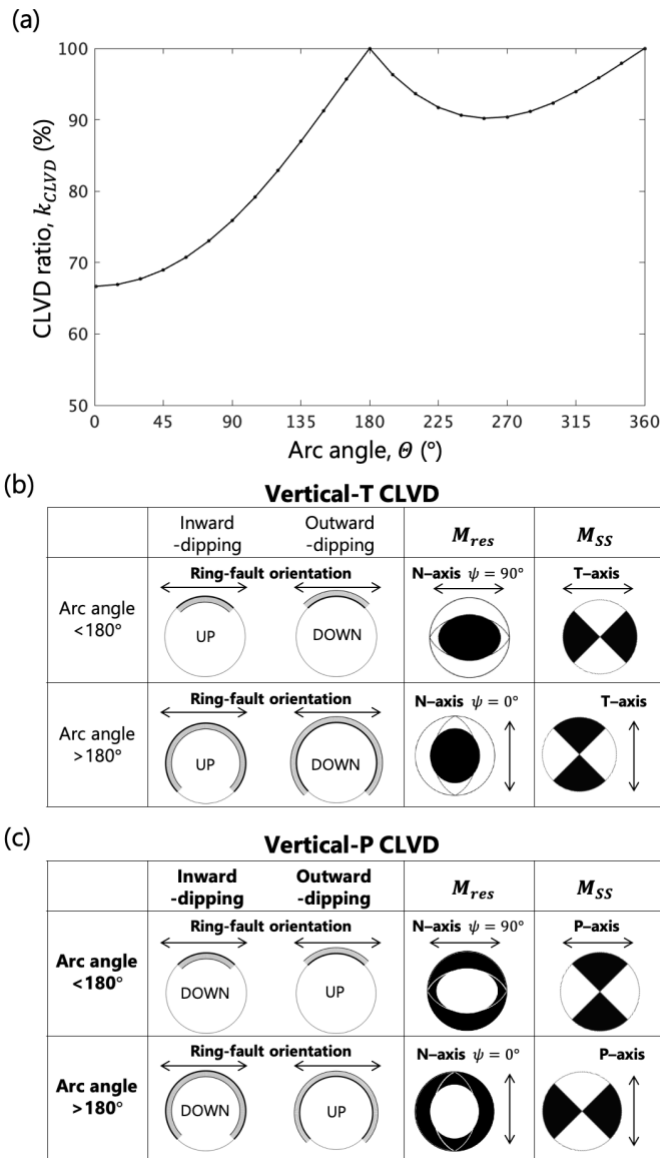 (a)
100
90
80
70
60
50
CLVD ratio, k_CLVD (%)
0 45 90 135 180 225 270 315 360
Arc angle, Θ (°)
(b)
Vertical-T CLVD
Inward
-dipping
Outward
-dipping
M_res
M_SS
Arc angle
<180°
Ring-fault orientation
UP
DOWN
N–axis ψ = 90°
T–axis
Arc angle
>180°
Ring-fault orientation
UP
DOWN
N–axis ψ = 0°
T–axis
(c)
Vertical-P CLVD
Inward
-dipping
Outward
-dipping
M_res
M_SS
Arc angle
<180°
Ring-fault orientation
DOWN
UP
N–axis ψ = 90°
P–axis
Arc angle
>180°
Ring-fault orientation
DOWN
UP
N–axis ψ = 0°
P–axis